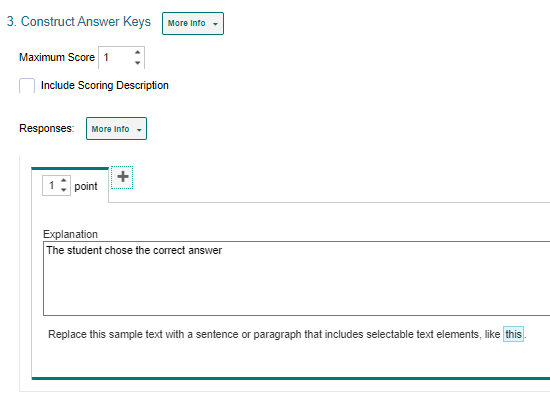 3. Construct Answer Keys More Info
Maximum Score 1
Include Scoring Description
Responses: More Info
1 point +
Explanation
The student chose the correct answer
Replace this sample text with a sentence or paragraph that includes selectable text elements, like this.